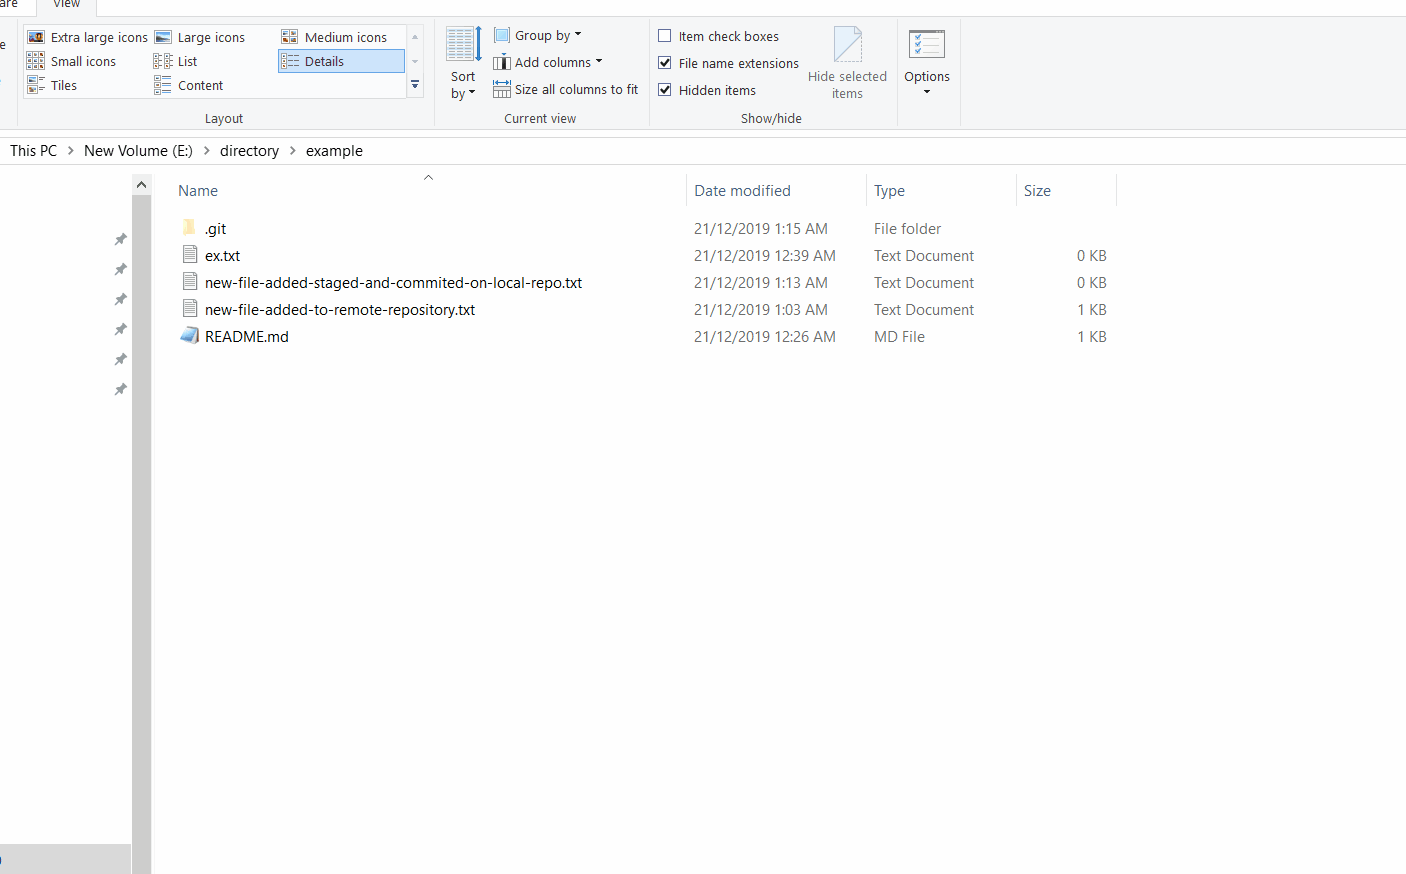 are View
e
Extra large icons Large icons Medium icons
Small icons List Details
Tiles Content
Layout
Sort by
Group by
Add columns
Size all columns to fit
Current view
Item check boxes
File name extensions
Hidden items
Hide selected items
Show/hide
Options
This PC New Volume (E:) directory example
Name Date modified Type Size
.git 21/12/2019 1:15 AM File folder
ex.txt 21/12/2019 12:39 AM Text Document 0 KB
new-file-added-staged-and-commited-on-local-repo.txt 21/12/2019 1:13 AM Text Document 0 KB
new-file-added-to-remote-repository.txt 21/12/2019 1:03 AM Text Document 1 KB
README.md 21/12/2019 12:26 AM MD File 1 KB